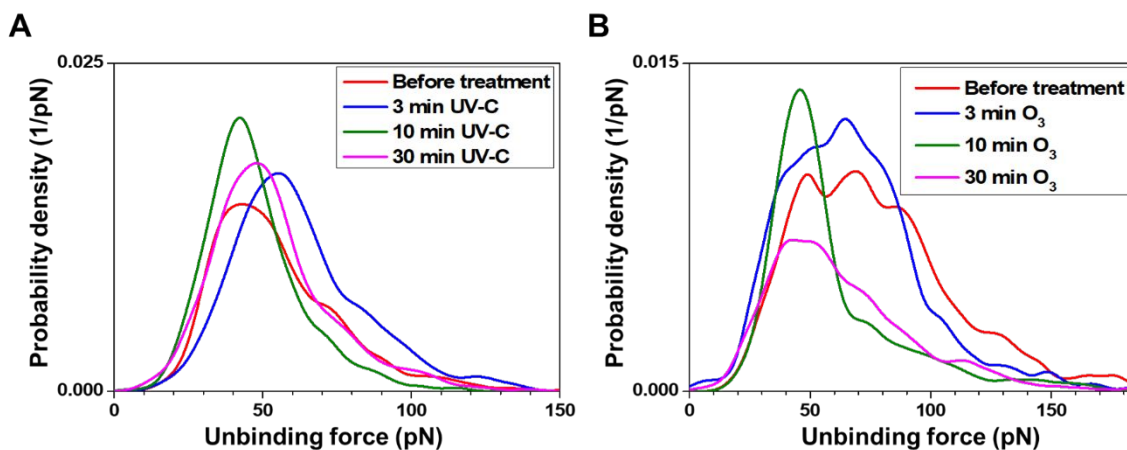 A
0.025
Probability density (1/pN)
0.000
Before treatment
3 min UV-C
10 min UV-C
30 min UV-C
0
50
100
150
Unbinding force (pN)
B
0.015
Probability density (1/pN)
0.000
Before treatment
3 min O₃
10 min O₃
30 min O₃
0
50
100
150
Unbinding force (pN)